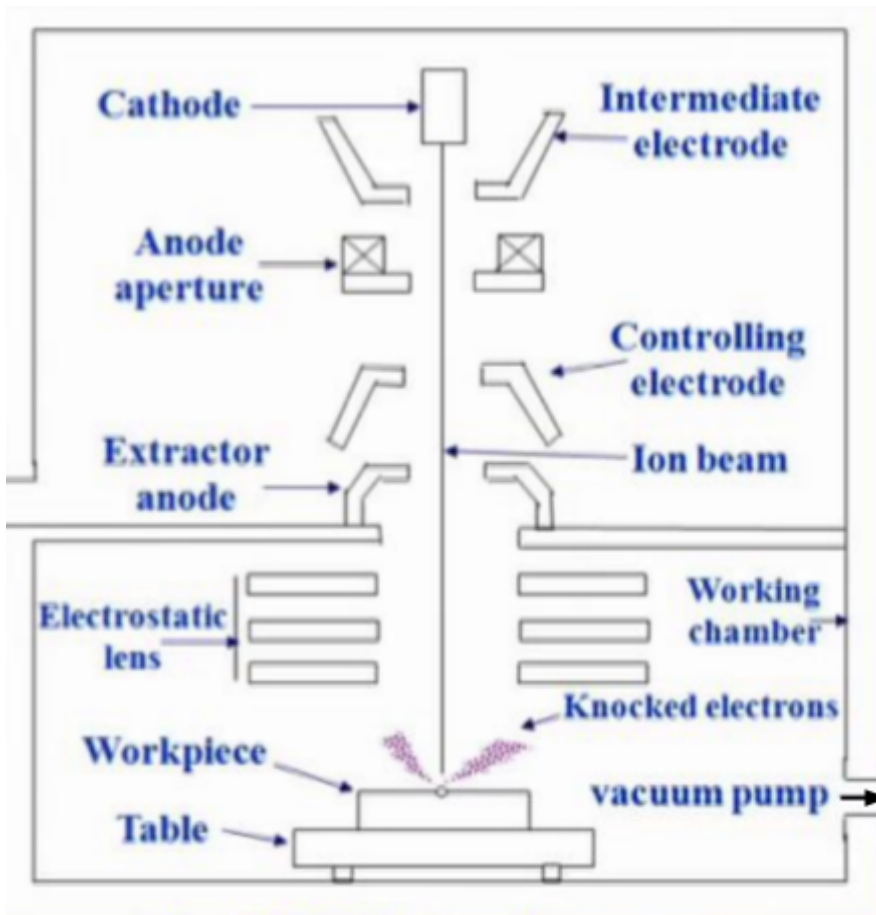 Cathode
Intermediate
electrode
Anode
aperture
Controlling
electrode
Extractor
anode
Ion beam
Electrostatic
lens
Working
chamber
Knocked electrons
Workpiece
vacuum pump
Table